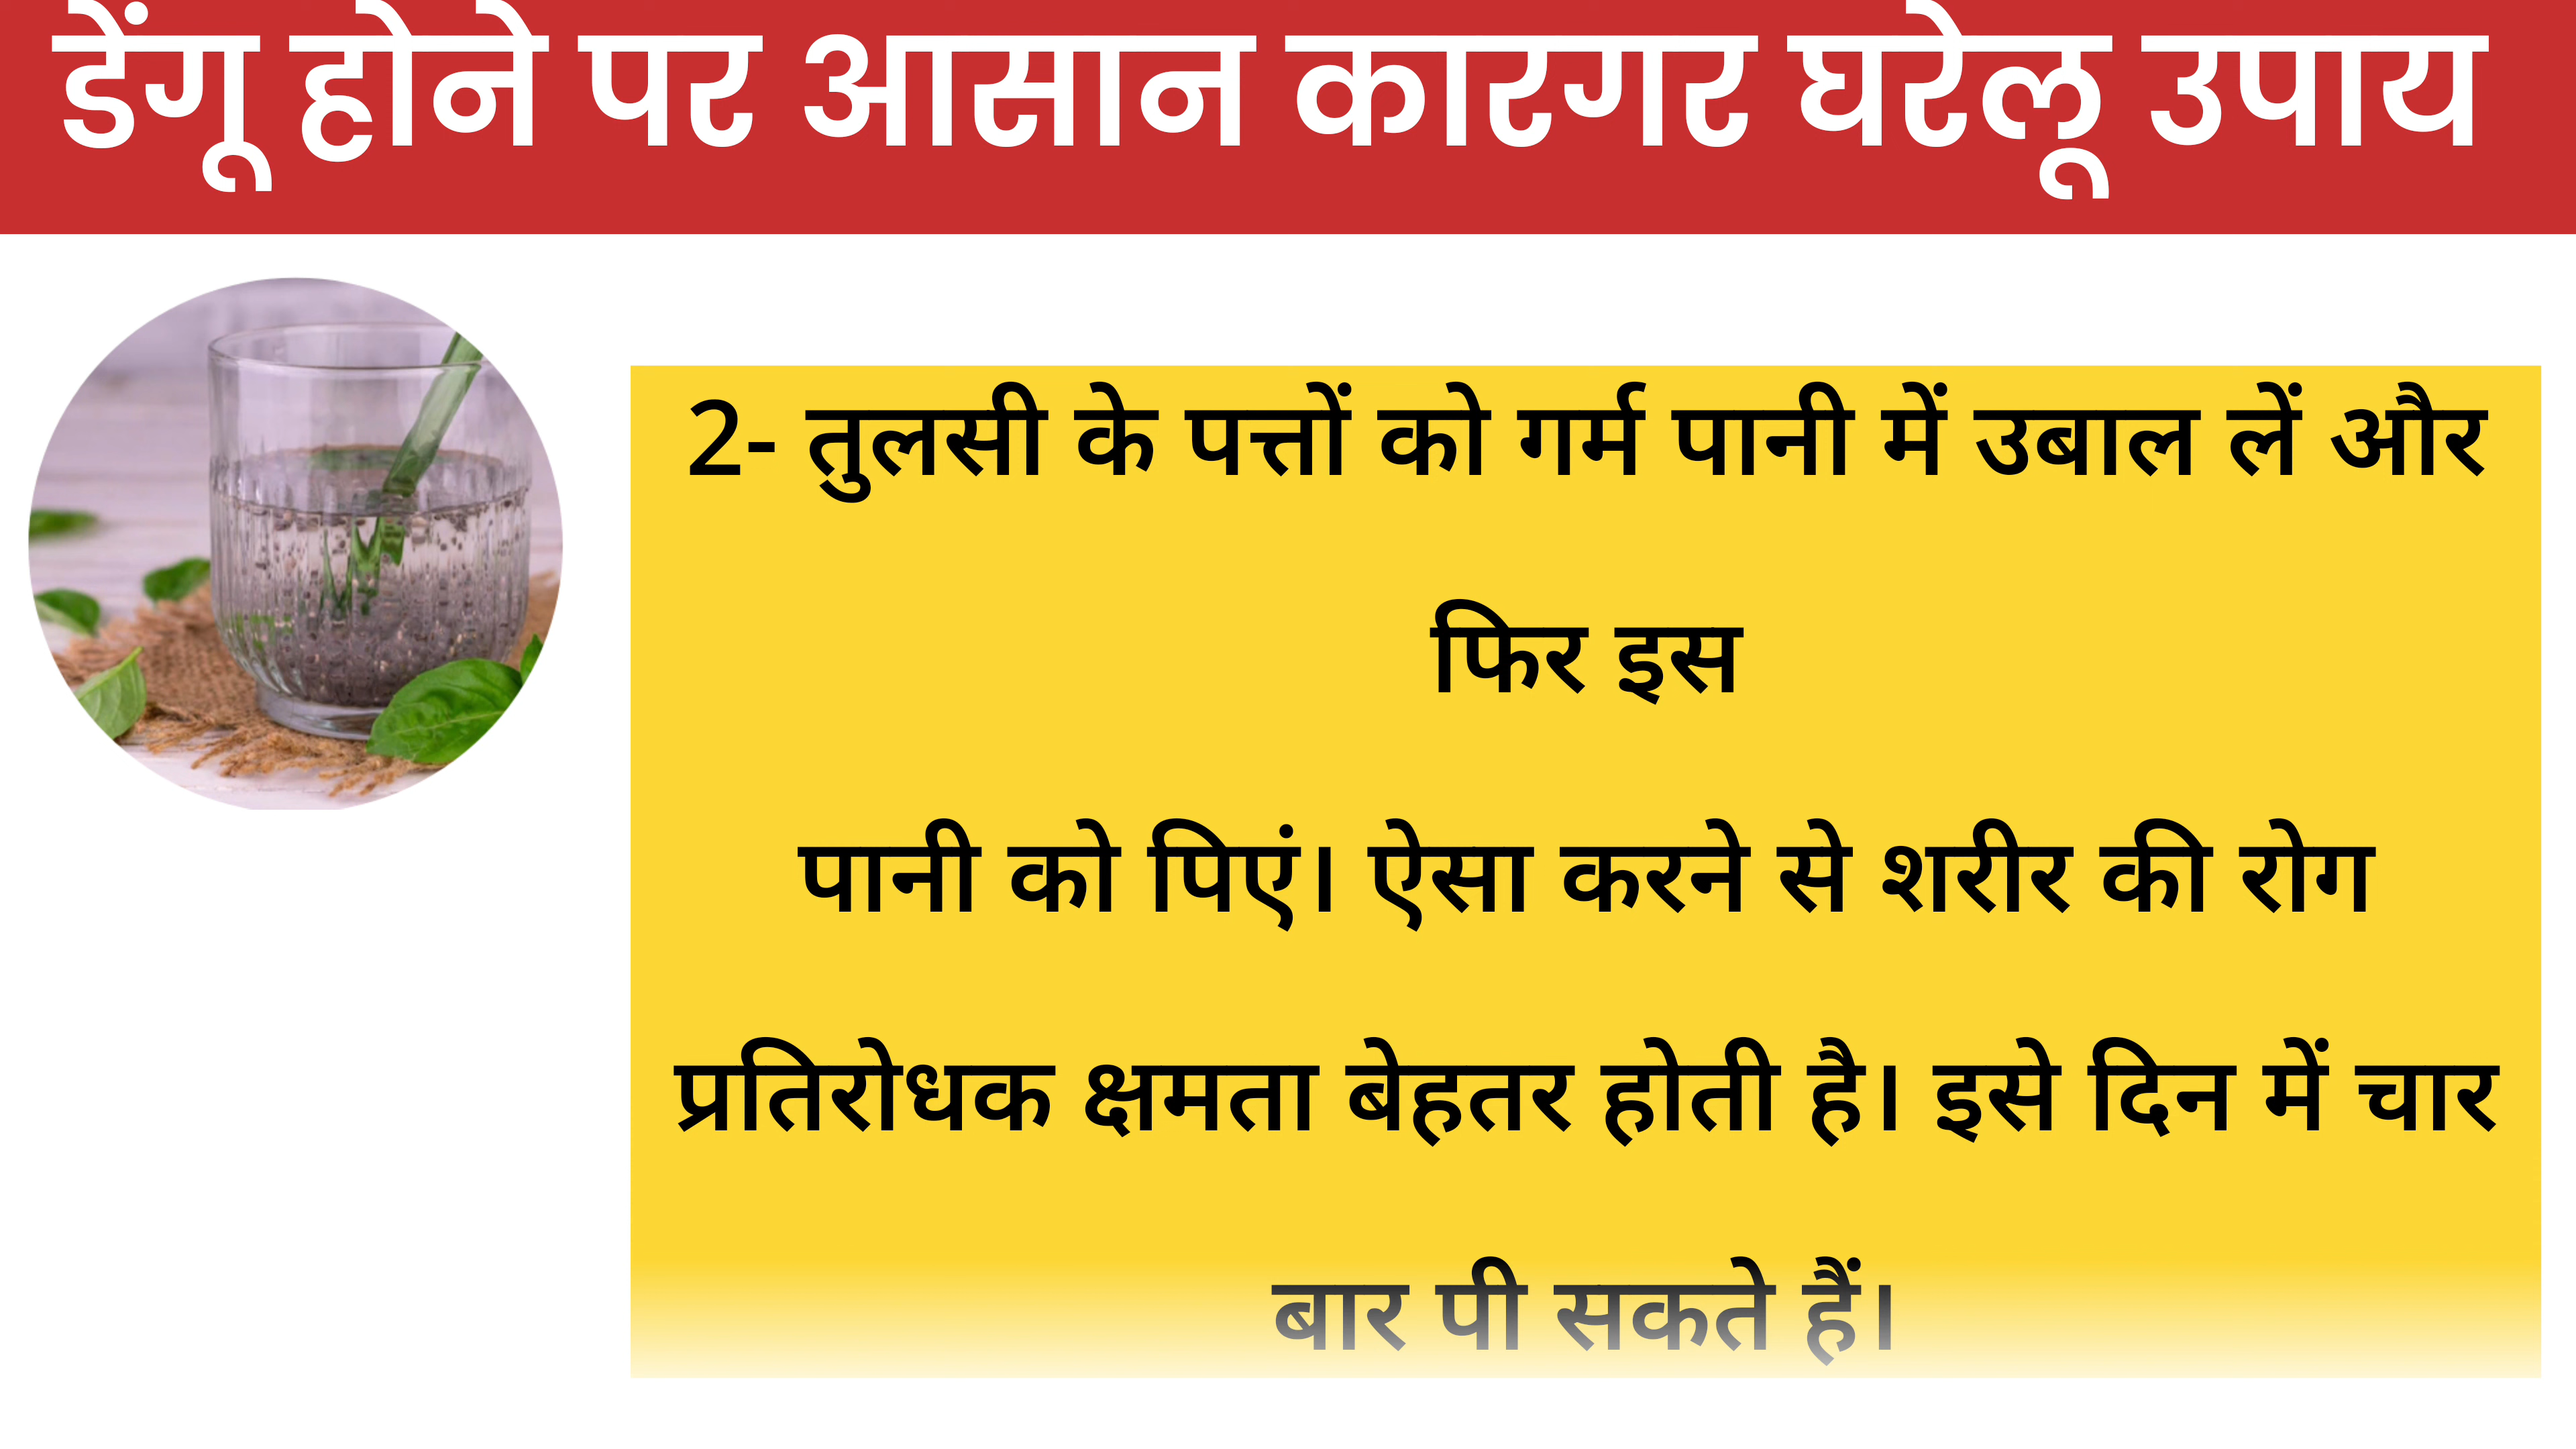 डेंगू होने पर आसान कारगर घरेलू उपाय
2- तुलसी के पत्तों को गर्म पानी में उबाल लें और
फिर इस
पानी को पिएं। ऐसा करने से शरीर की रोग
प्रतिरोधक क्षमता बेहतर होती है। इसे दिन में चार
बार पी सकते हैं।